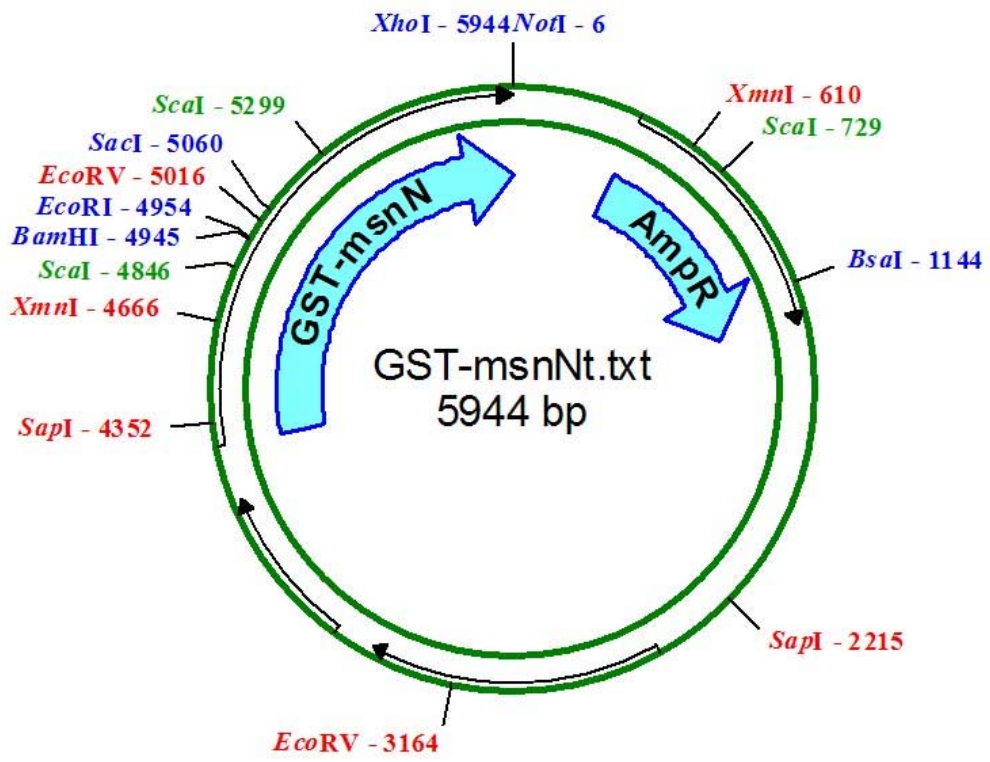 XhoI - 5944 NotI - 6
XmnI - 610
ScaI - 5299
ScaI - 729
SacI - 5060
EcoRV - 5016
EcoRI - 4954
BamHI - 4945
ScaI - 4846
XmnI - 4666
BsaI - 1144
GST-msnN
AmpR
GST-msnNt.txt
5944 bp
SapI - 4352
SapI - 2215
EcoRV - 3164